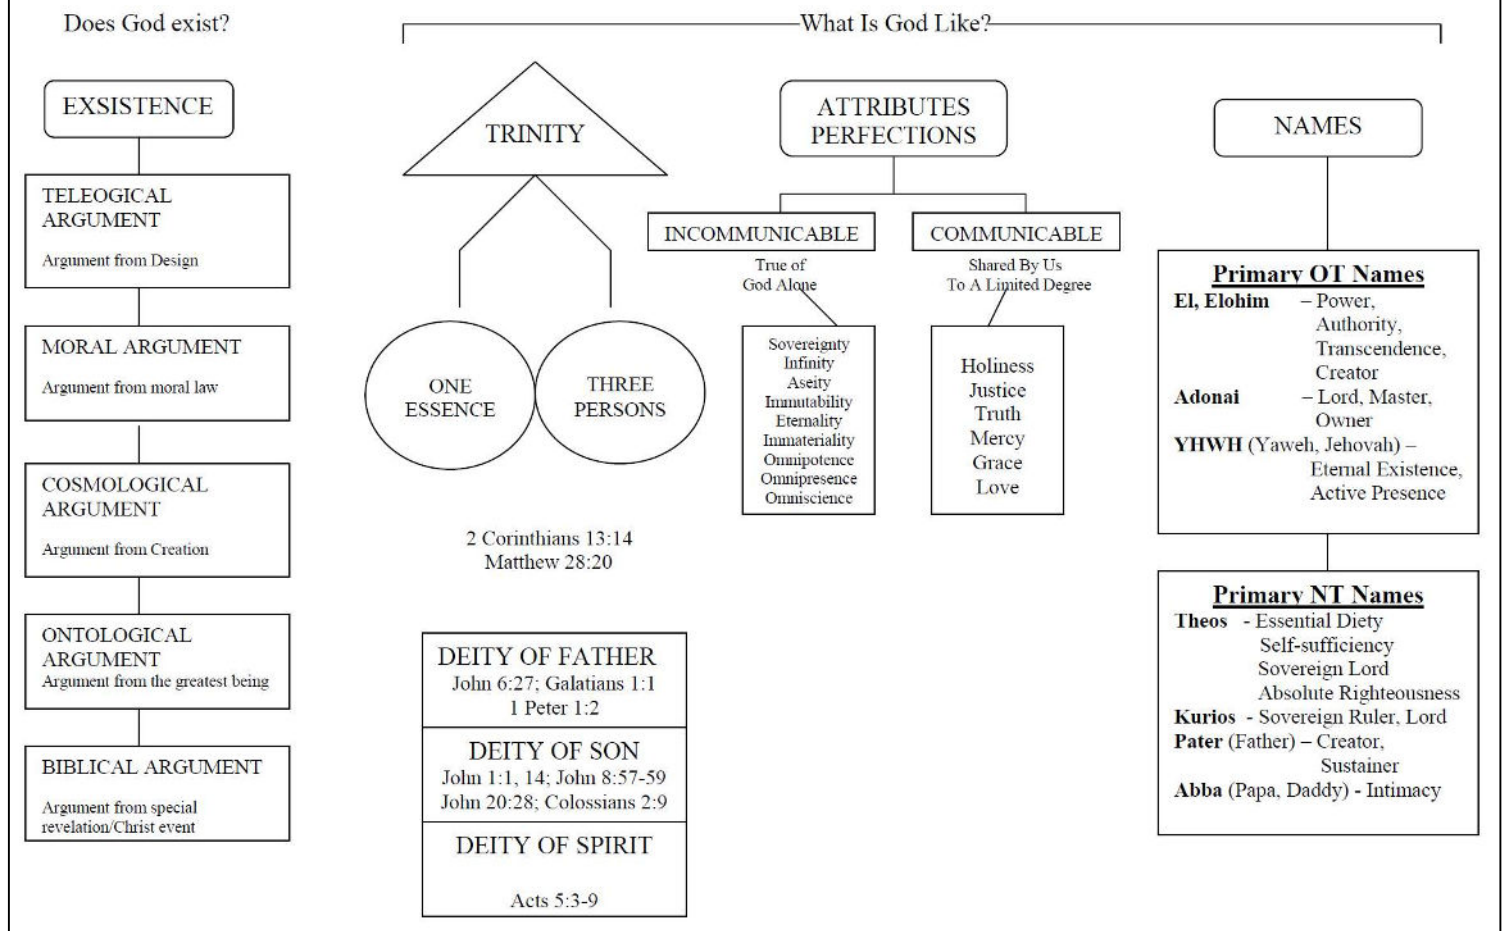 Does God exist?
What Is God Like?
EXSISTENCE
TELEOGICAL
ARGUMENT
Argument from Design
MORAL ARGUMENT
Argument from moral law
COSMOLOGICAL
ARGUMENT
Argument from Creation
ONTOLOGICAL
ARGUMENT
Argument from the greatest being
BIBLICAL ARGUMENT
Argument from special
revelation/Christ event
TRINITY
ONE
ESSENCE
THREE
PERSONS
2 Corinthians 13:14
Matthew 28:20
DEITY OF FATHER
John 6:27; Galatians 1:1
1 Peter 1:2
DEITY OF SON
John 1:1, 14; John 8:57-59
John 20:28; Colossians 2:9
DEITY OF SPIRIT
Acts 5:3-9
ATTRIBUTES
PERFECTIONS
INCOMMUNICABLE
True of
God Alone
Sovereignty
Infinity
Aseity
Immutability
Eternality
Immateriality
Omnipotence
Omnipresence
Omniscience
COMMUNICABLE
Shared By Us
To A Limited Degree
Holiness
Justice
Truth
Mercy
Grace
Love
NAMES
Primary OT Names
El, Elohim – Power,
Authority,
Transcendence,
Creator
Adonai – Lord, Master,
Owner
YHWH (Yaweh, Jehovah) –
Eternal Existence,
Active Presence
Primary NT Names
Theos - Essential Diety
Self-sufficiency
Sovereign Lord
Absolute Righteousness
Kurios - Sovereign Ruler, Lord
Pater (Father) – Creator,
Sustainer
Abba (Papa, Daddy) - Intimacy